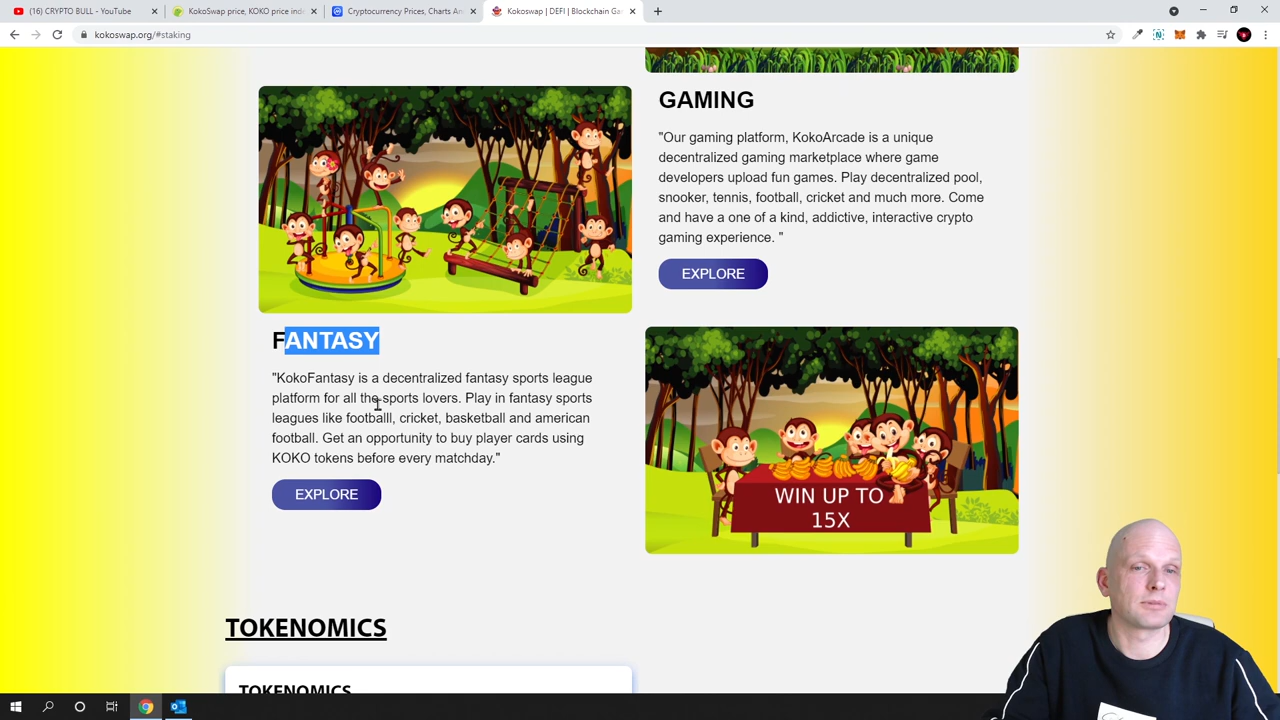 (16) CRYPTO BULL - YouTube
KokoSwap price, KOKO price inde
Cryptocurrency Prices, Charts An
Kokoswap | DEFI | Blockchain Ga
kokoswap.org/#staking
GAMING
"Our gaming platform, KokoArcade is a unique
decentralized gaming marketplace where game
developers upload fun games. Play decentralized pool,
snooker, tennis, football, cricket and much more. Come
and have a one of a kind, addictive, interactive crypto
gaming experience. "
EXPLORE
FANTASY
"KokoFantasy is a decentralized fantasy sports league
platform for all the sports lovers. Play in fantasy sports
leagues like footballl, cricket, basketball and american
football. Get an opportunity to buy player cards using
KOKO tokens before every matchday."
EXPLORE
WIN UP TO
15X
TOKENOMICS
TOKENOMICS